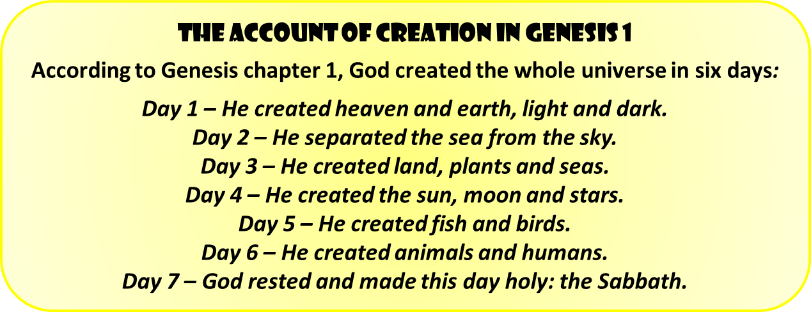 THE ACCOUNT OF CREATION IN GENESIS 1
According to Genesis chapter 1, God created the whole universe in six days:
Day 1 – He created heaven and earth, light and dark.
Day 2 – He separated the sea from the sky.
Day 3 – He created land, plants and seas.
Day 4 – He created the sun, moon and stars.
Day 5 – He created fish and birds.
Day 6 – He created animals and humans.
Day 7 – God rested and made this day holy: the Sabbath.